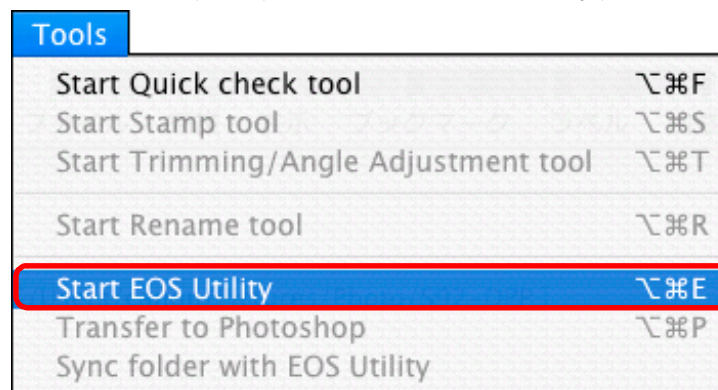 Tools
Start Quick check tool ⌥⌘F
Start Stamp tool ⌥⌘S
Start Trimming/Angle Adjustment tool ⌥⌘T
Start Rename tool ⌥⌘R
Start EOS Utility ⌥⌘E
Transfer to Photoshop ⌥⌘P
Sync folder with EOS Utility